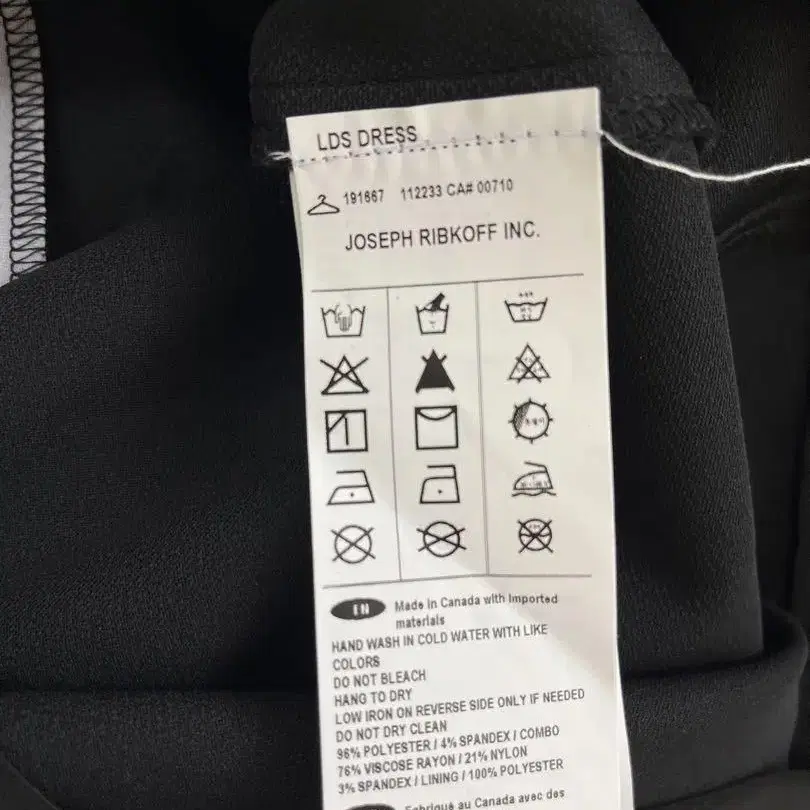 LDS DRESS
191667 112233 CA# 00710
JOSEPH RIBKOFF INC.
EN Made in Canada with Imported
materials
HAND WASH IN COLD WATER WITH LIKE
COLORS
DO NOT BLEACH
HANG TO DRY
LOW IRON ON REVERSE SIDE ONLY IF NEEDED
DO NOT DRY CLEAN
96% POLYESTER / 4% SPANDEX / COMBO
76% VISCOSE RAYON / 21% NYLON
3% SPANDEX / LINING / 100% POLYESTER
Fabriqué au Canada avec des